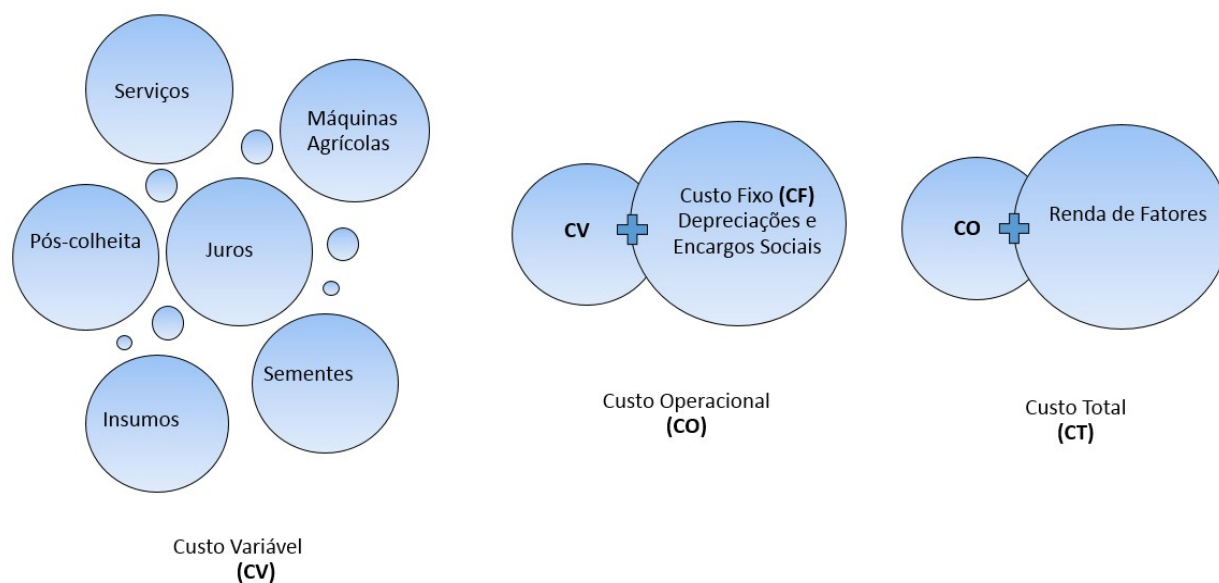 Serviços
Máquinas
Agrícolas
Pós-colheita
Juros
Sementes
Insumos
Custo Variável
(CV)
CV
Custo Fixo (CF)
Depreciações e
Encargos Sociais
Custo Operacional
(CO)
CO
Renda de Fatores
Custo Total
(CT)